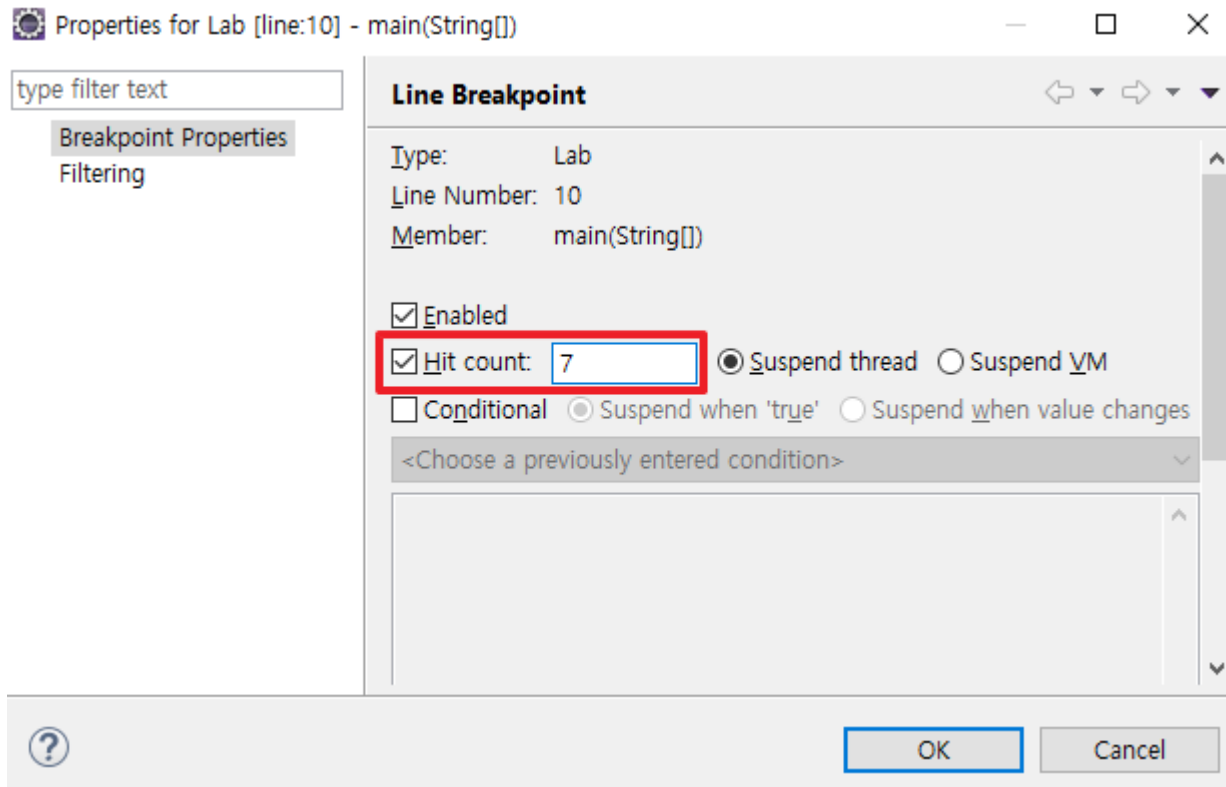 Properties for Lab [line:10] - main(String[])
type filter text
Breakpoint Properties
Filtering
Line Breakpoint
Type: Lab
Line Number: 10
Member: main(String[])
Enabled
Hit count: 7 Suspend thread Suspend VM
Conditional Suspend when 'true' Suspend when value changes
<Choose a previously entered condition>
?
OK Cancel